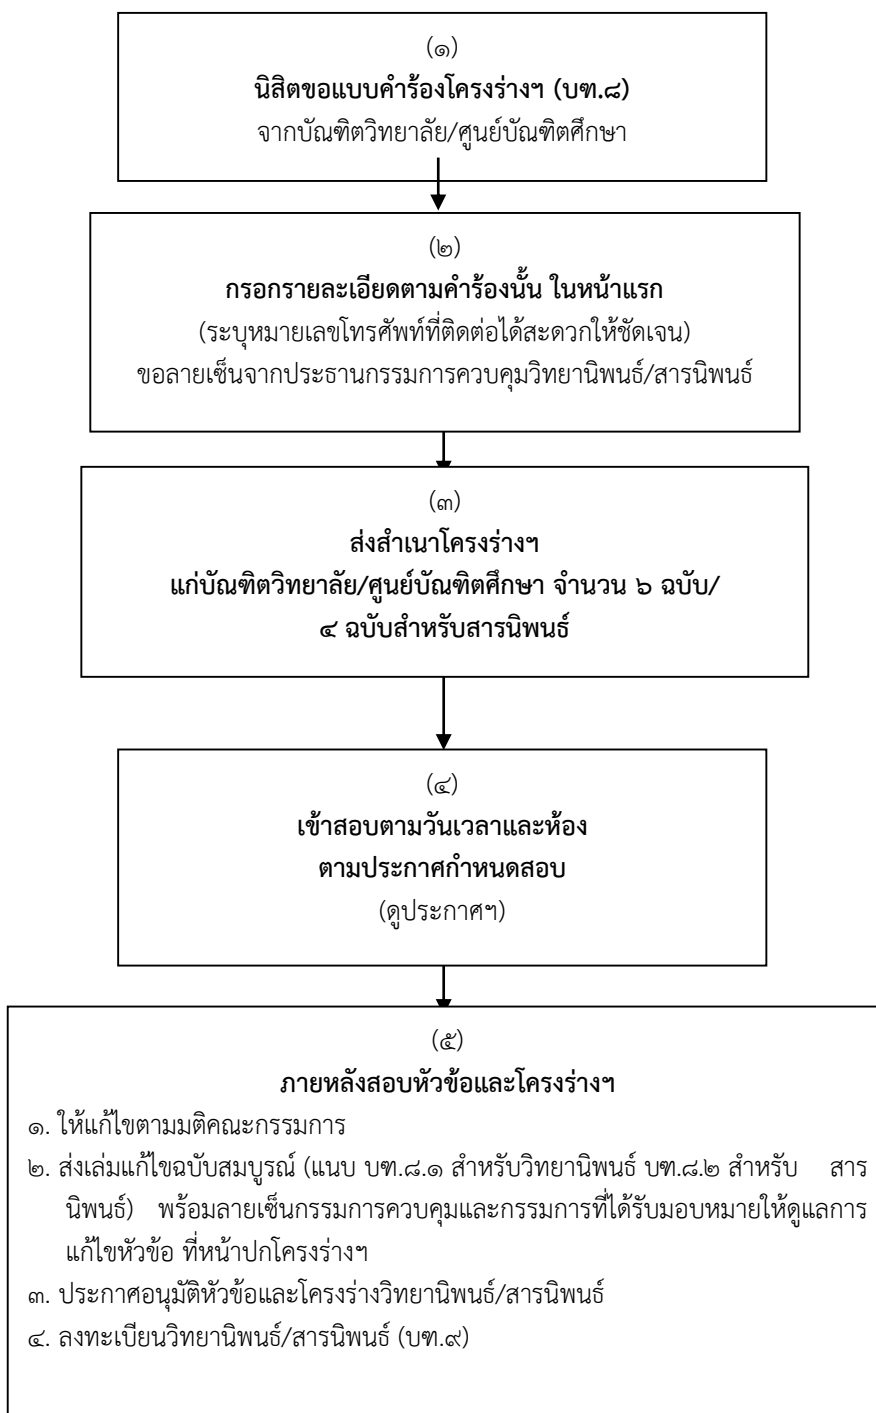 (๑)
นิสิตขอแบบคำร้องโครงร่างฯ (บฑ.๘)
จากบัณฑิตวิทยาลัย/ศูนย์บัณฑิตศึกษา
(๒)
กรอกรายละเอียดตามคำร้องนั้น ในหน้าแรก
(ระบุหมายเลขโทรศัพท์ที่ติดต่อได้สะดวกให้ชัดเจน)
ขอลายเซ็นจากประธานกรรมการควบคุมวิทยานิพนธ์/สารนิพนธ์
(๓)
ส่งสำเนาโครงร่างฯ
แก่บัณฑิตวิทยาลัย/ศูนย์บัณฑิตศึกษา จำนวน ๖ ฉบับ/
๔ ฉบับสำหรับสารนิพนธ์
(๔)
เข้าสอบตามวันเวลาและห้อง
ตามประกาศกำหนดสอบ
(ดูประกาศฯ)
(๕)
ภายหลังสอบหัวข้อและโครงร่างฯ
๑. ให้แก้ไขตามมติคณะกรรมการ
๒. ส่งเล่มแก้ไขฉบับสมบูรณ์ (แนบ บฑ.๘.๑ สำหรับวิทยานิพนธ์ บฑ.๘.๒ สำหรับ สาร
นิพนธ์) พร้อมลายเซ็นกรรมการควบคุมและกรรมการที่ได้รับมอบหมายให้ดูแลการ
แก้ไขหัวข้อ ที่หน้าปกโครงร่างฯ
๓. ประกาศอนุมัติหัวข้อและโครงร่างวิทยานิพนธ์/สารนิพนธ์
๔. ลงทะเบียนวิทยานิพนธ์/สารนิพนธ์ (บฑ.๙)